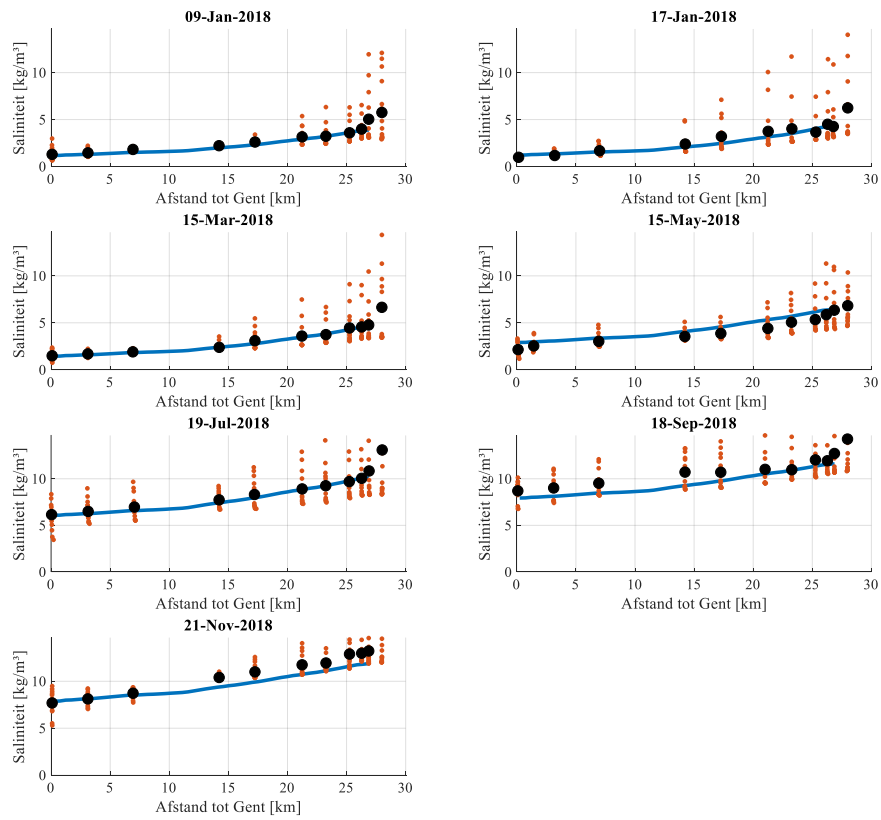 09-Jan-2018
Saliniteit [kg/m³]
10
5
0
0 5 10 15 20 25 30
Afstand tot Gent [km]
17-Jan-2018
Saliniteit [kg/m³]
10
5
0
0 5 10 15 20 25 30
Afstand tot Gent [km]
15-Mar-2018
Saliniteit [kg/m³]
10
5
0
0 5 10 15 20 25 30
Afstand tot Gent [km]
15-May-2018
Saliniteit [kg/m³]
10
5
0
0 5 10 15 20 25 30
Afstand tot Gent [km]
19-Jul-2018
Saliniteit [kg/m³]
10
5
0
0 5 10 15 20 25 30
Afstand tot Gent [km]
18-Sep-2018
Saliniteit [kg/m³]
10
5
0
0 5 10 15 20 25 30
Afstand tot Gent [km]
21-Nov-2018
Saliniteit [kg/m³]
10
5
0
0 5 10 15 20 25 30
Afstand tot Gent [km]